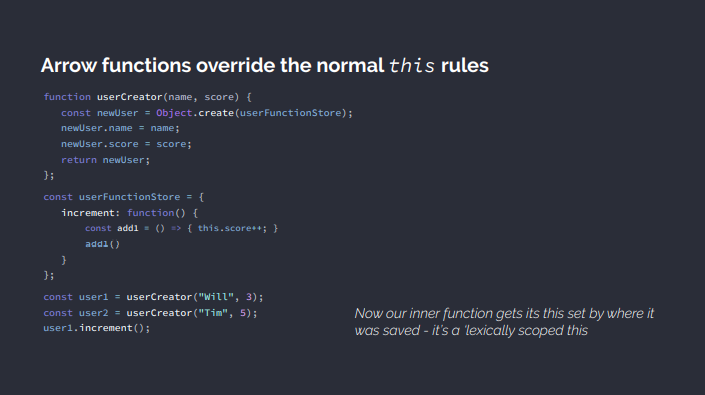 Arrow functions override the normal this rules
function userCreator(name, score) {
const newUser = Object.create(userFunctionStore);
newUser.name = name;
newUser.score = score;
return newUser;
};
const userFunctionStore = {
increment: function() {
const add1 = () => { this.score++; }
add1()
}
};
const user1 = userCreator("Will", 3);
const user2 = userCreator("Tim", 5);
user1.increment();
Now our inner function gets its this set by where it
was saved - it's a 'lexically scoped this